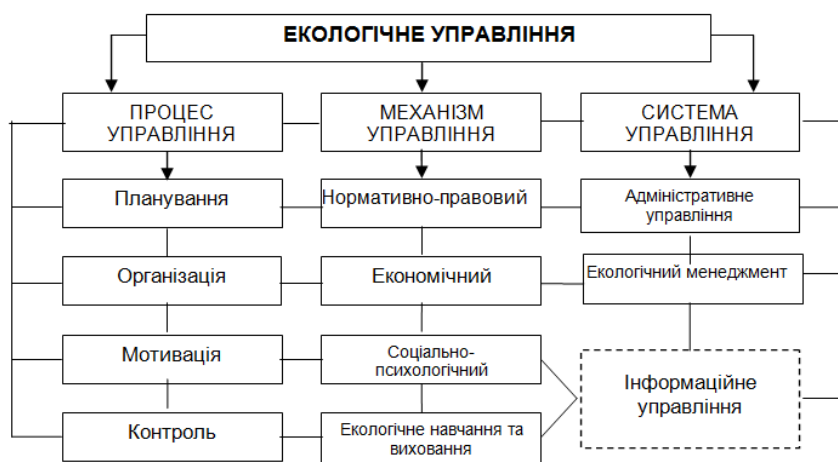 ЕКОЛОГІЧНЕ УПРАВЛІННЯ
ПРОЦЕС
УПРАВЛІННЯ
МЕХАНІЗМ
УПРАВЛІННЯ
СИСТЕМА
УПРАВЛІННЯ
Планування
Нормативно-правовий
Адміністративне
управління
Організація
Економічний
Екологічний менеджмент
Мотивація
Соціально-
психологічний
Інформаційне
управління
Контроль
Екологічне навчання та
виховання